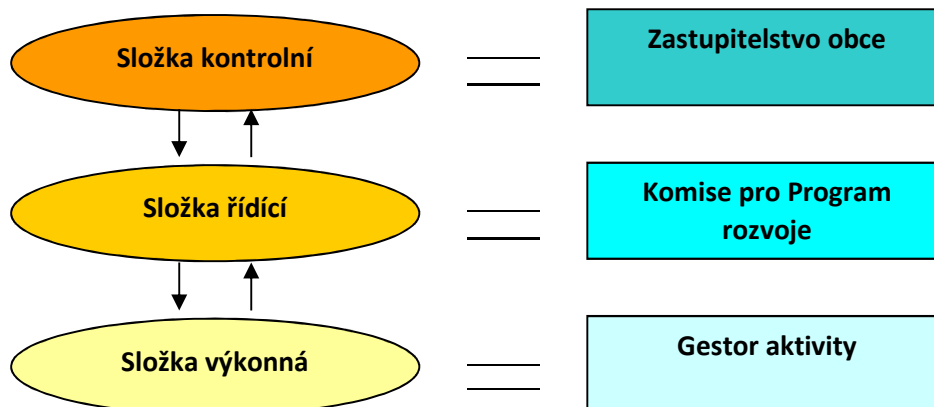 Složka kontrolní
Zastupitelstvo obce
Složka řídící
Komise pro Program
rozvoje
Složka výkonná
Gestor aktivity